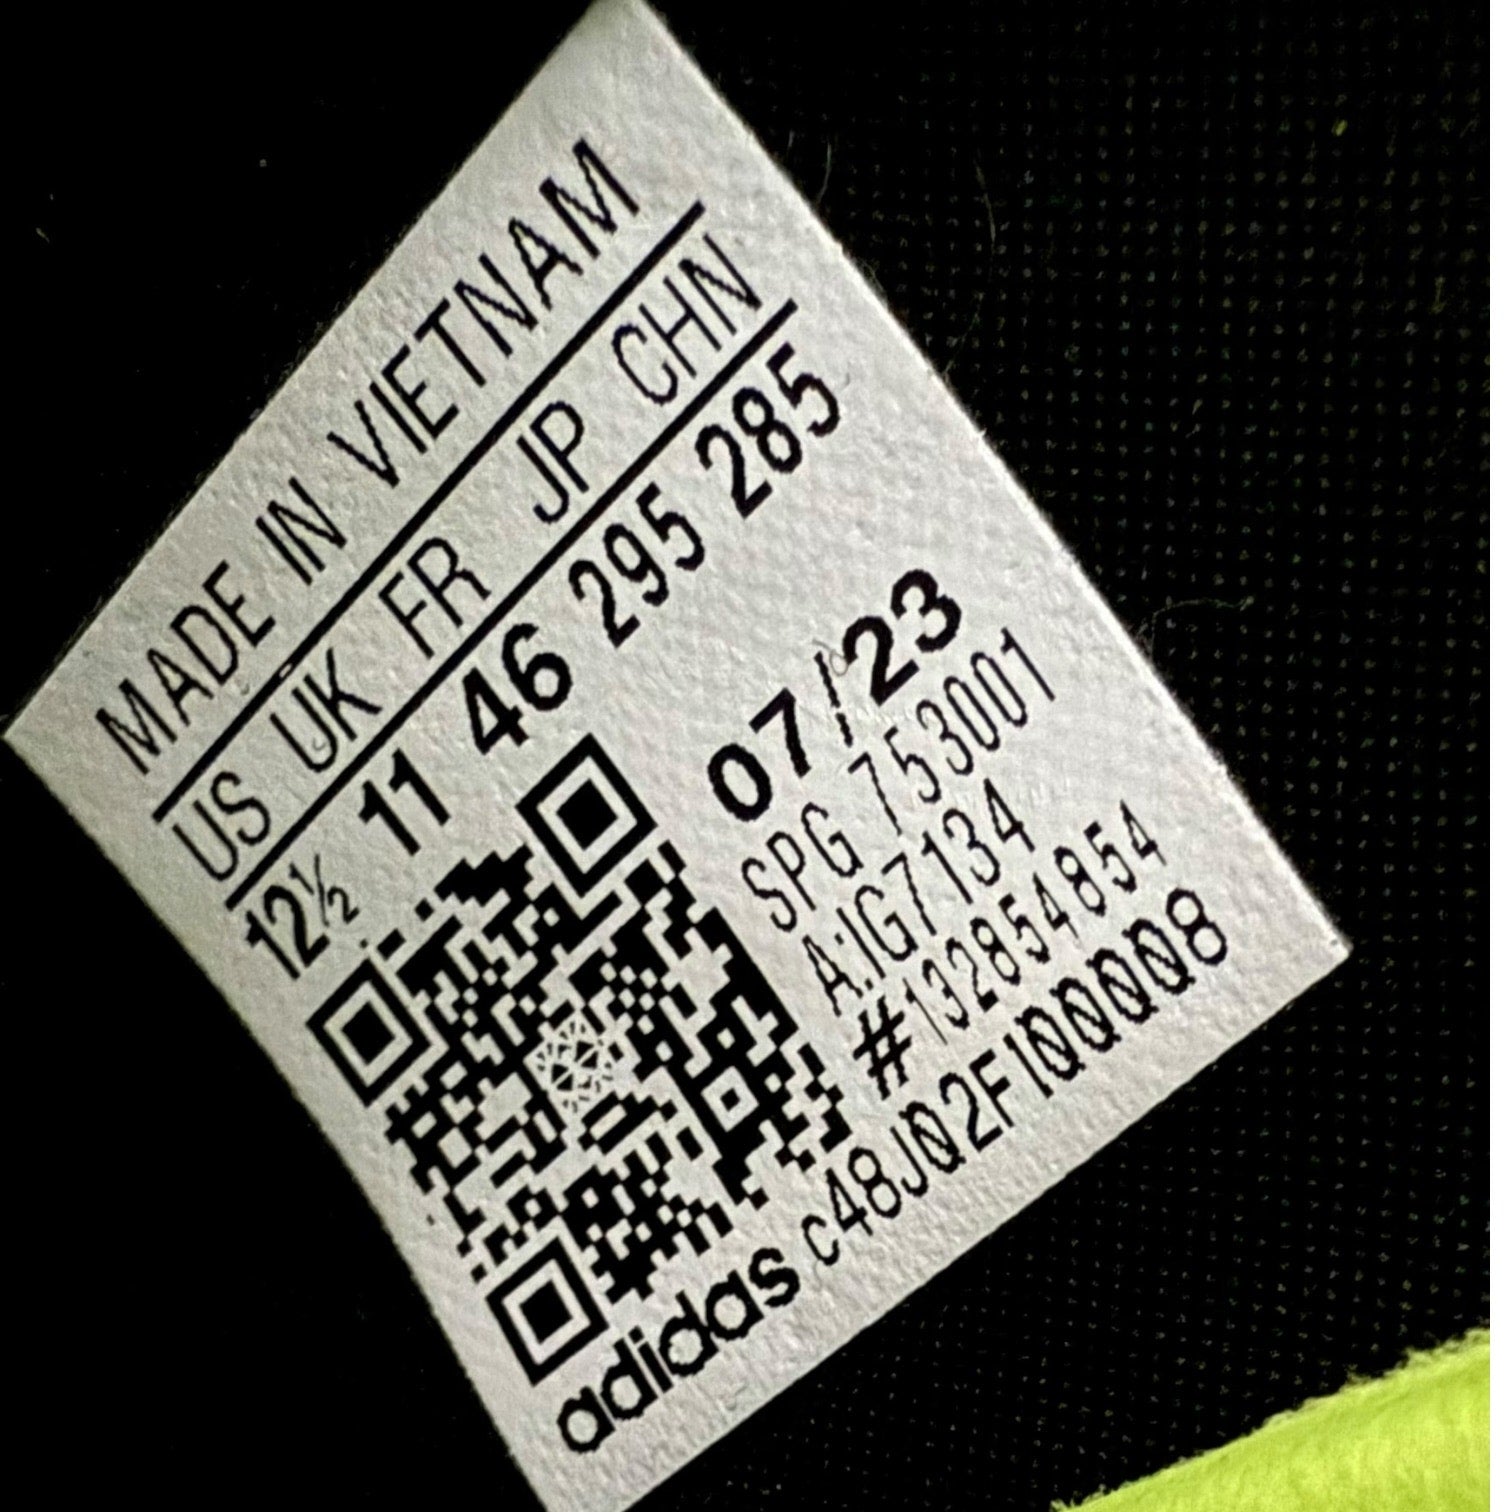 MADE IN VIETNAM
US UK FR JP CHN
12½ 11 46 295 285
07/23
SPG 753001
A:IG7134
#132854854
adidas c48J02F100008